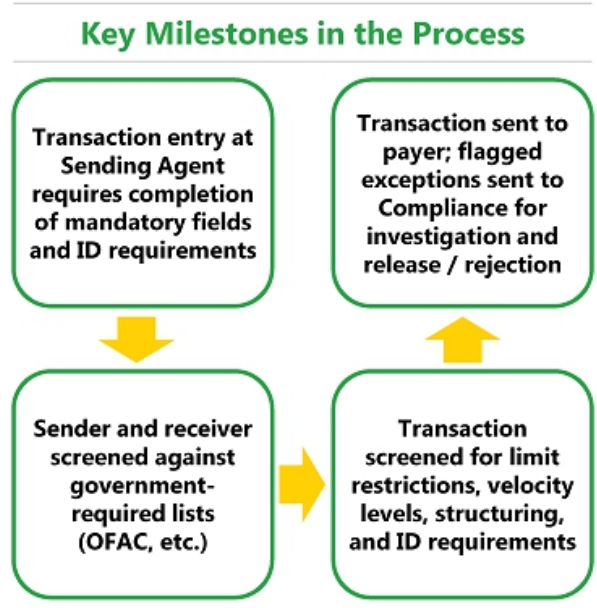 Key Milestones in the Process
Transaction entry at
Sending Agent
requires completion
of mandatory fields
and ID requirements
Sender and receiver
screened against
government-
required lists
(OFAC, etc.)
Transaction
screened for limit
restrictions, velocity
levels, structuring,
and ID requirements
Transaction sent to
payer; flagged
exceptions sent to
Compliance for
investigation and
release / rejection